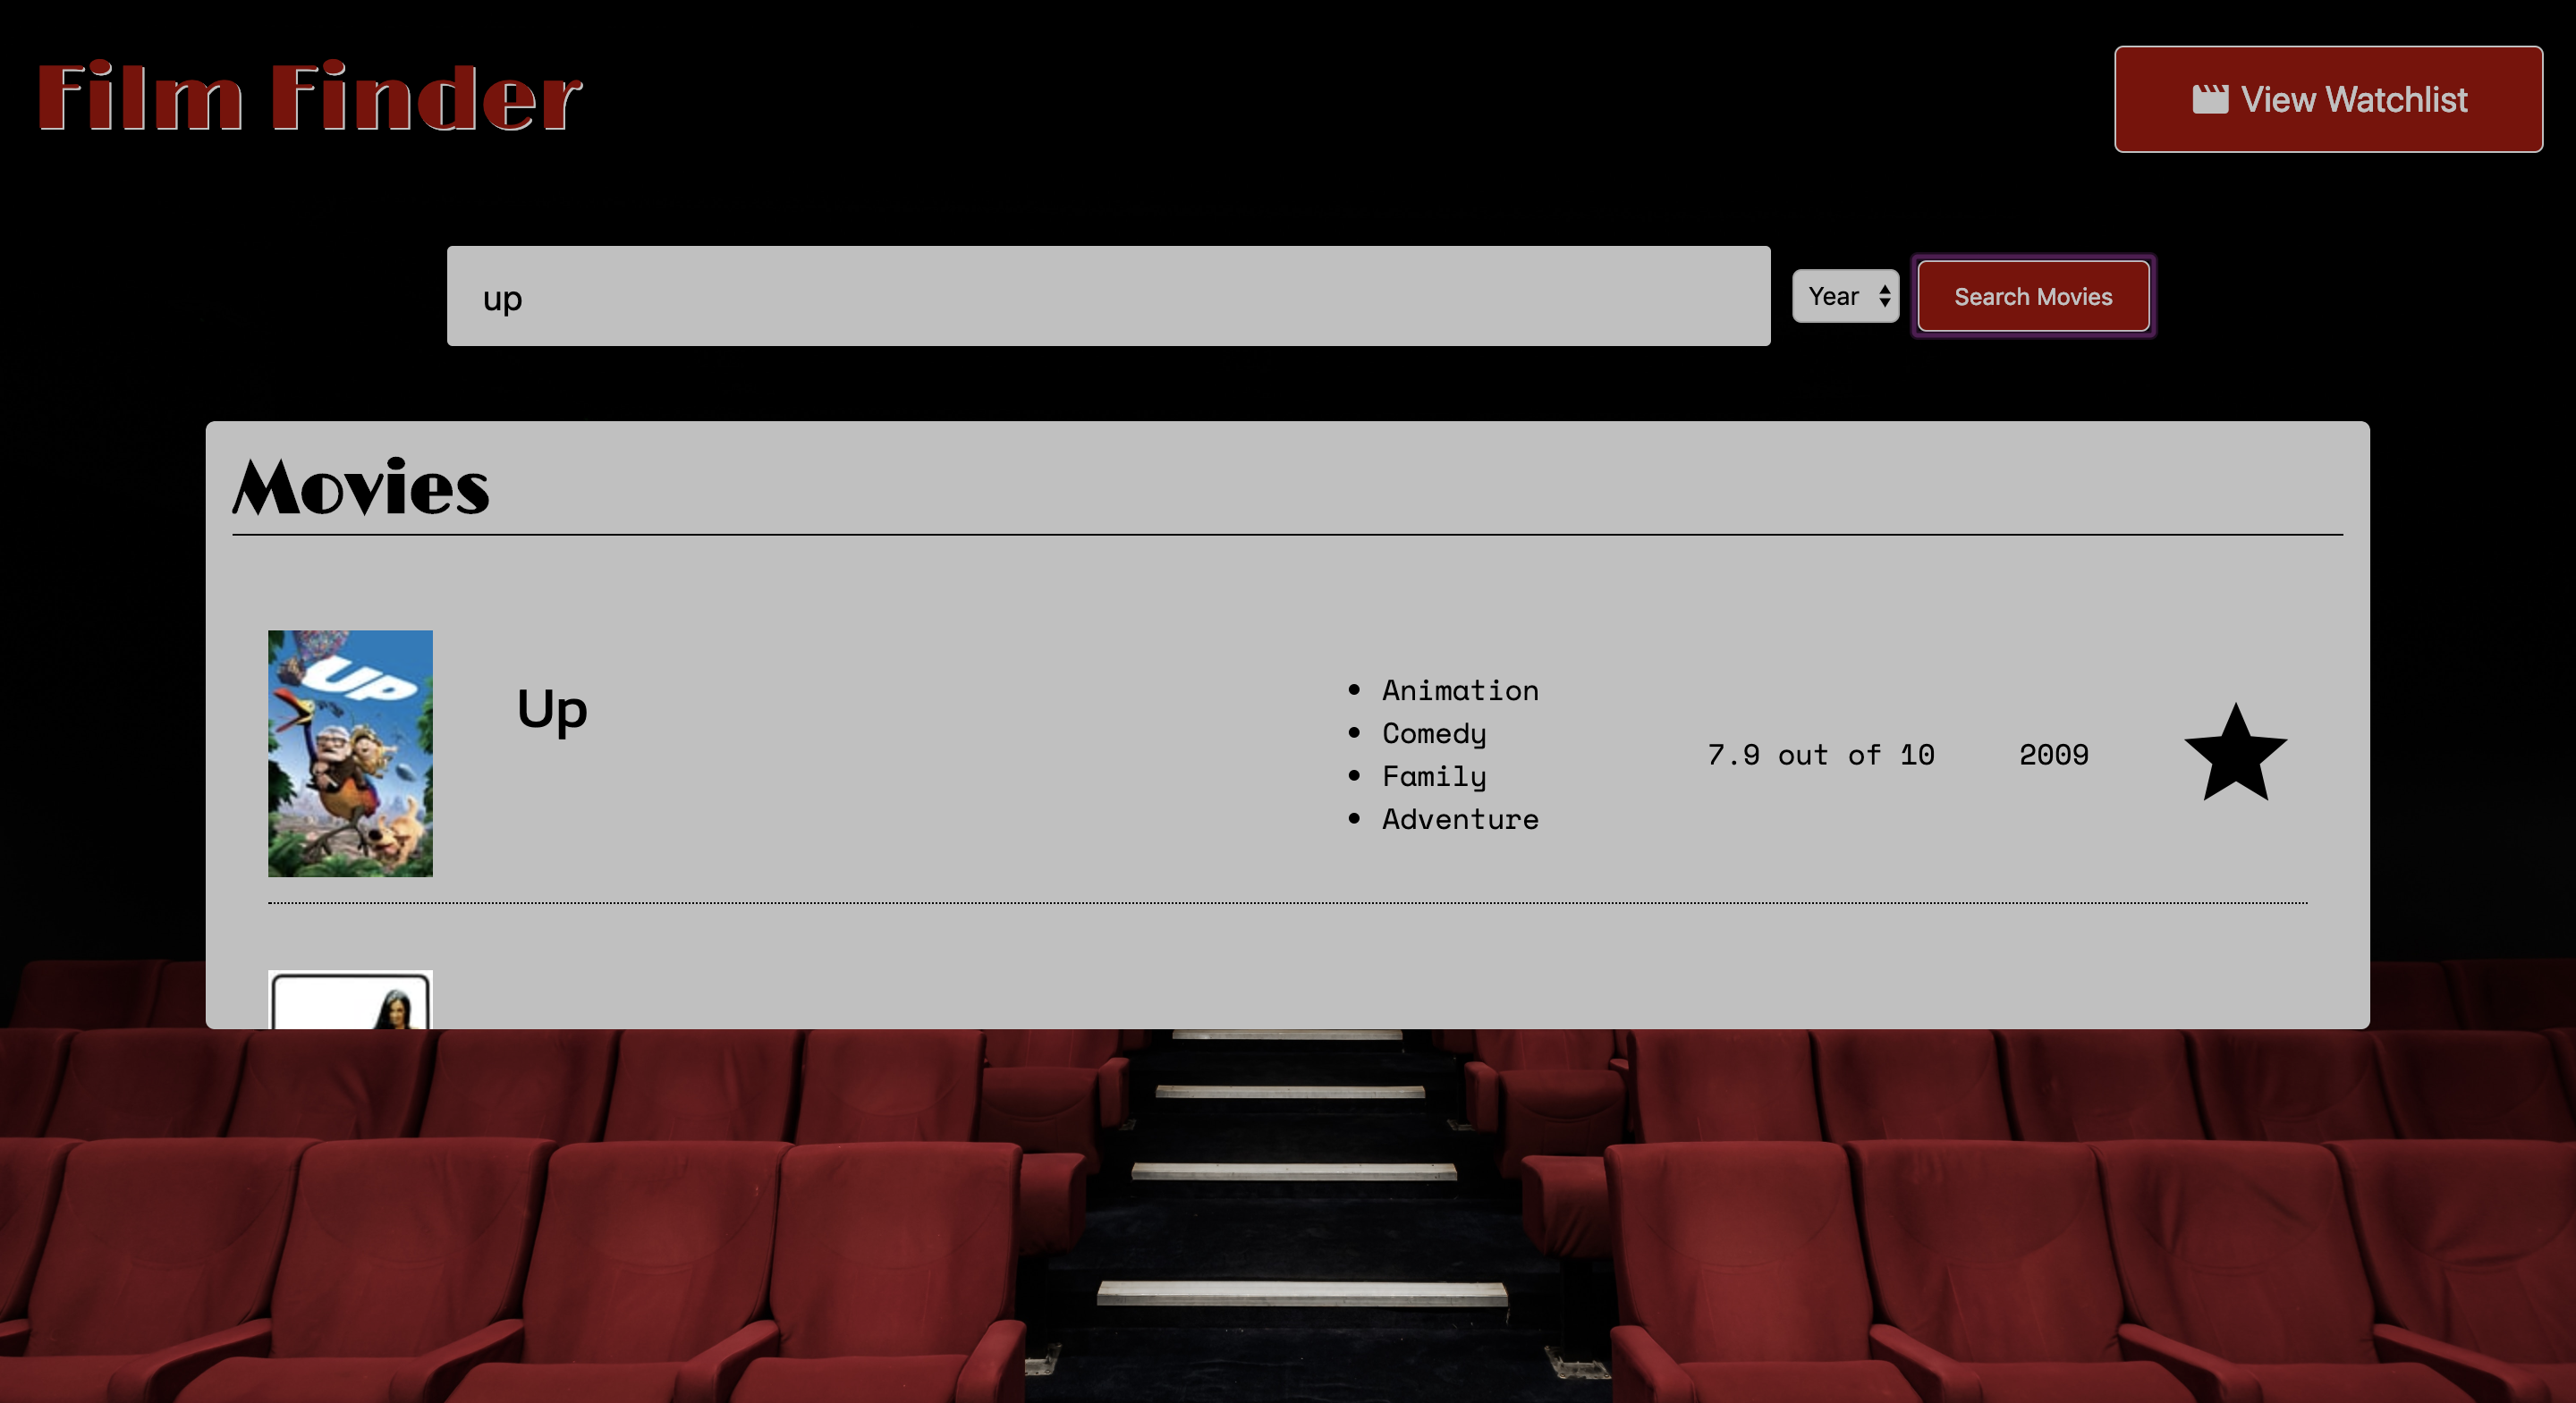 Film Finder
View Watchlist
up
Year
Search Movies
Movies
UP
Up
Animation
Comedy
Family
Adventure
7.9 out of 10
2009